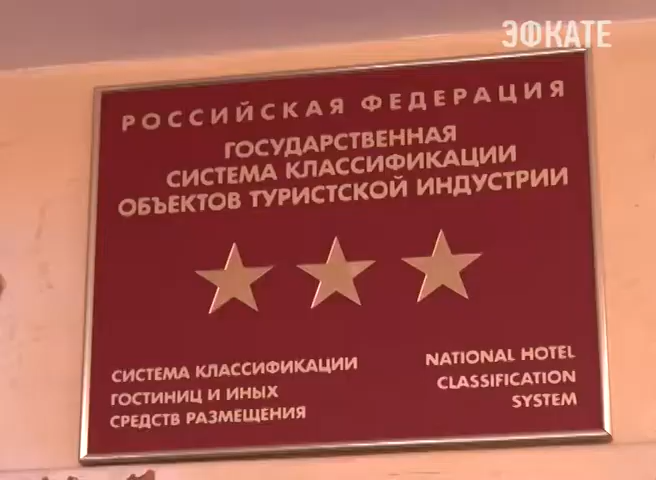 ЭФКАТЕ
РОССИЙСКАЯ ФЕДЕРАЦИЯ
ГОСУДАРСТВЕННАЯ
СИСТЕМА КЛАССИФИКАЦИИ
ОБЪЕКТОВ ТУРИСТСКОЙ ИНДУСТРИИ
СИСТЕМА КЛАССИФИКАЦИИ
ГОСТИНИЦ И ИНЫХ
СРЕДСТВ РАЗМЕЩЕНИЯ
NATIONAL HOTEL
CLASSIFICATION
SYSTEM